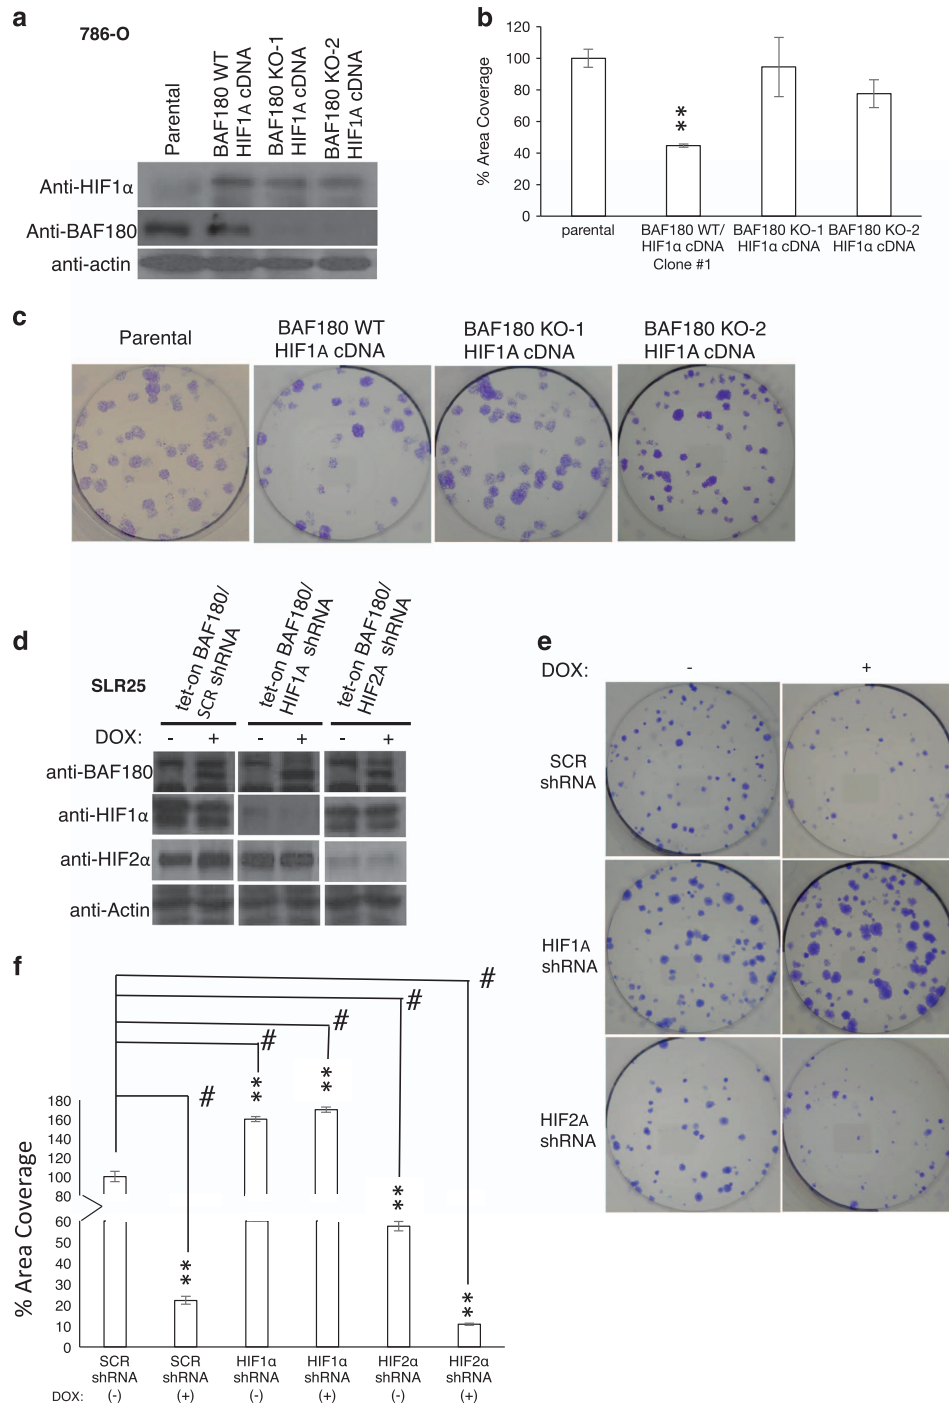 a
786-O
Parental
BAF180 WT
HIF1A cDNA
BAF180 KO-1
HIF1A cDNA
BAF180 KO-2
HIF1A cDNA
Anti-HIF1α
Anti-BAF180
anti-actin
b
% Area Coverage
120
100
80
60
40
20
0
**
parental
BAF180 WT/
HIF1α cDNA
Clone #1
BAF180 KO-1
HIF1α cDNA
BAF180 KO-2
HIF1α cDNA
c
Parental
BAF180 WT
HIF1A cDNA
BAF180 KO-1
HIF1A cDNA
BAF180 KO-2
HIF1A cDNA
d
SLR25
tet-on BAF180/
SCR shRNA
tet-on BAF180/
HIF1A shRNA
tet-on BAF180/
HIF2A shRNA
DOX: - + - + - +
anti-BAF180
anti-HIF1α
anti-HIF2α
anti-Actin
e
DOX: - +
SCR
shRNA
HIF1A
shRNA
HIF2A
shRNA
f
% Area Coverage
180
160
140
120
100
80
60
40
50
30
20
10
0
#
#
#
#
#
**
**
**
**
**
SCR
shRNA
(-)
SCR
shRNA
(+)
HIF1α
shRNA
(-)
HIF1α
shRNA
(+)
HIF2α
shRNA
(-)
HIF2α
shRNA
(+)
DOX: